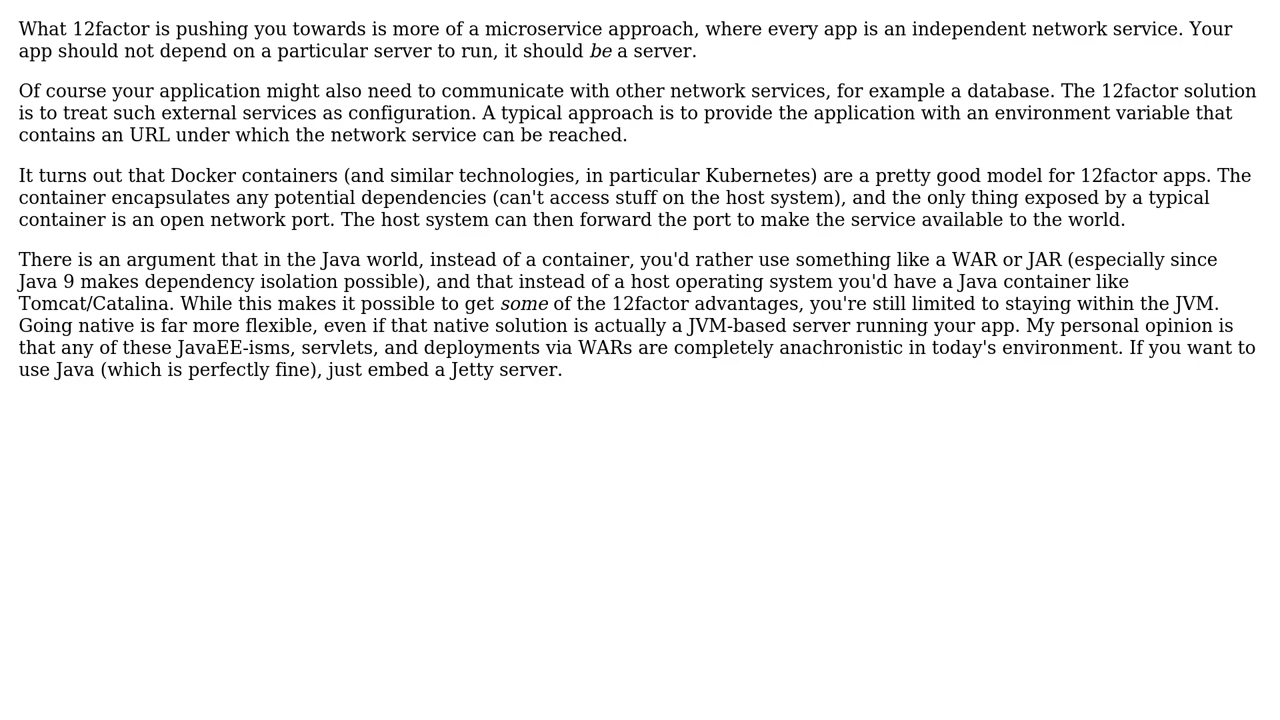 What 12factor is pushing you towards is more of a microservice approach, where every app is an independent network service. Your
app should not depend on a particular server to run, it should be a server.
Of course your application might also need to communicate with other network services, for example a database. The 12factor solution
is to treat such external services as configuration. A typical approach is to provide the application with an environment variable that
contains an URL under which the network service can be reached.
It turns out that Docker containers (and similar technologies, in particular Kubernetes) are a pretty good model for 12factor apps. The
container encapsulates any potential dependencies (can't access stuff on the host system), and the only thing exposed by a typical
container is an open network port. The host system can then forward the port to make the service available to the world.
There is an argument that in the Java world, instead of a container, you'd rather use something like a WAR or JAR (especially since
Java 9 makes dependency isolation possible), and that instead of a host operating system you'd have a Java container like
Tomcat/Catalina. While this makes it possible to get some of the 12factor advantages, you're still limited to staying within the JVM.
Going native is far more flexible, even if that native solution is actually a JVM-based server running your app. My personal opinion is
that any of these JavaEE-isms, servlets, and deployments via WARs are completely anachronistic in today's environment. If you want to
use Java (which is perfectly fine), just embed a Jetty server.